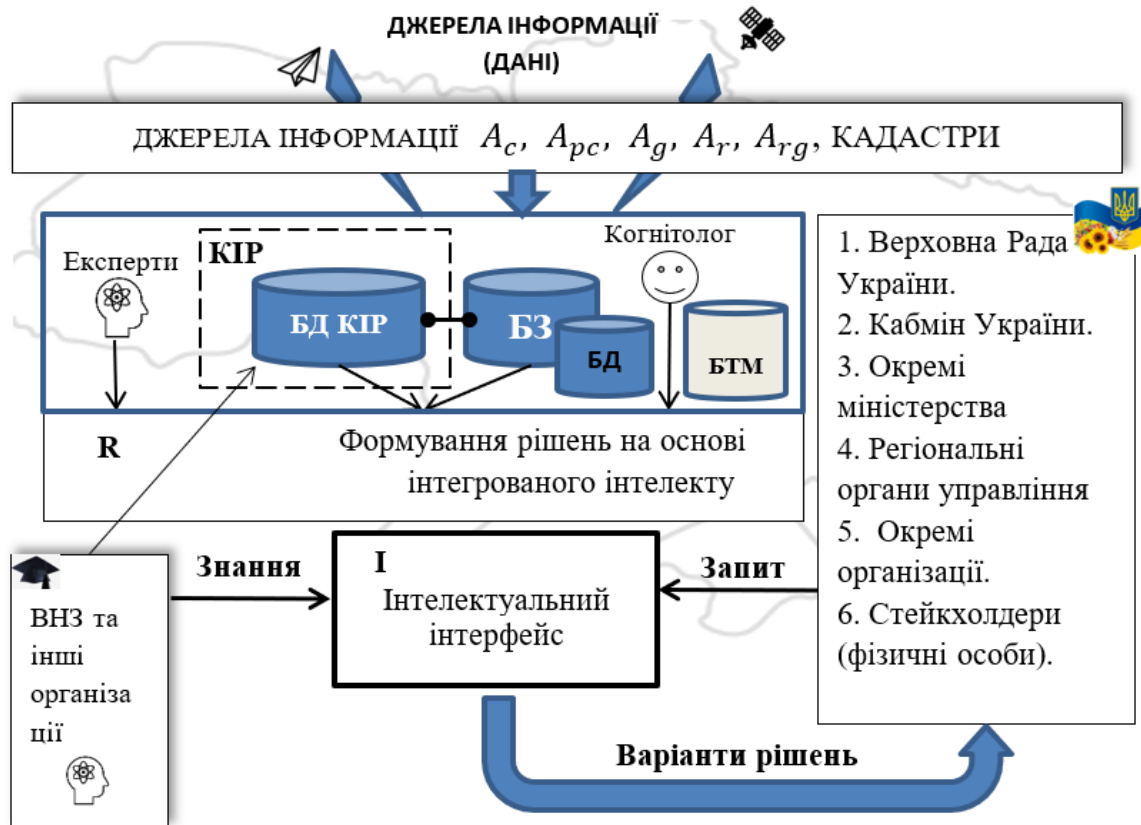 ДЖЕРЕЛА ІНФОРМАЦІЇ
(ДАНІ)
ДЖЕРЕЛА ІНФОРМАЦІЇ A_c, A_pc, A_g, A_r, A_rg, КАДАСТРИ
Експерти
КІР
БД КІР
БЗ
БД
Когнітолог
БТМ
R
Формування рішень на основі
інтегрованого інтелекту
1. Верховна Рада
України.
2. Кабмін України.
3. Окремі
міністерства
4. Регіональні
органи управління
5. Окремі
організації.
6. Стейкхолдери
(фізичні особи).
ВНЗ та
інші
організа
ції
Знання
I
Інтелектуальний
інтерфейс
Запит
Варіанти рішень